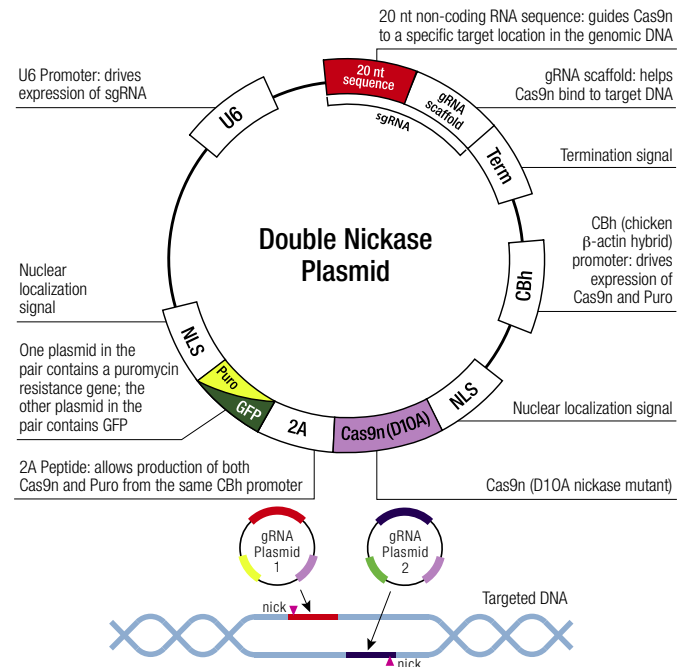 20 nt non-coding RNA sequence: guides Cas9n
to a specific target location in the genomic DNA
U6 Promoter: drives
expression of sgRNA
gRNA scaffold: helps
Cas9n bind to target DNA
20 nt
sequence
gRNA
scaffold
sgRNA
U6
Term
Termination signal
Double Nickase
Plasmid
CBh (chicken
β-actin hybrid)
promoter: drives
expression of
Cas9n and Puro
CBh
Nuclear
localization
signal
NLS
One plasmid in the
pair contains a puromycin
resistance gene; the
other plasmid in the
pair contains GFP
Puro
GFP
2A
Cas9n (D10A)
NLS
Nuclear localization signal
2A Peptide: allows production of both
Cas9n and Puro from the same CBh promoter
Cas9n (D10A nickase mutant)
gRNA
Plasmid
1
gRNA
Plasmid
2
nick
Targeted DNA
nick